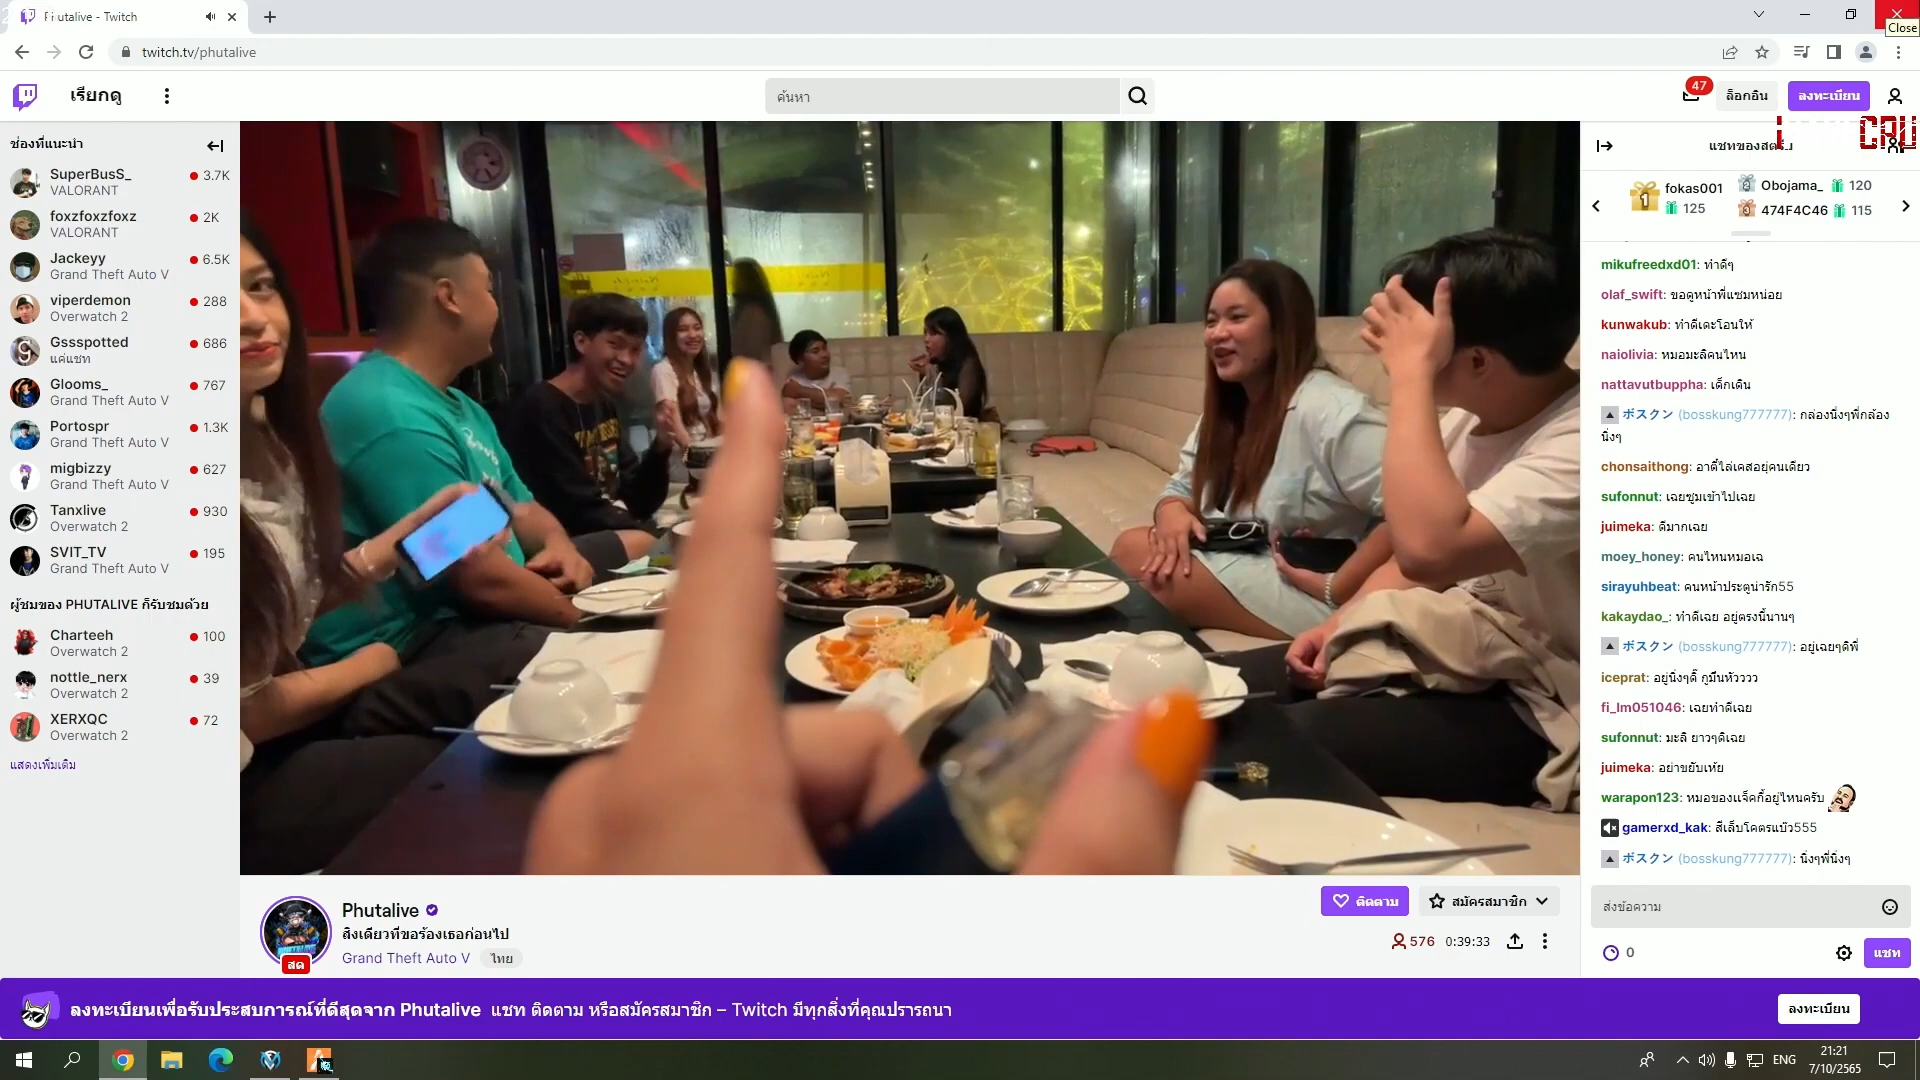 Phutalive - Twitch
Close
twitch.tv/phutalive
เรียกดู
ค้นหา
47
ล็อกอิน
ลงทะเบียน
CPU
ช่องที่แนะนำ
SuperBusS_
3.7K
VALORANT
foxzfoxzfoxz
2K
VALORANT
Jackeyy
6.5K
Grand Theft Auto V
viperdemon
288
Overwatch 2
Gssspotted
686
แค่แชท
Glooms_
767
Grand Theft Auto V
Portospr
1.3K
Grand Theft Auto V
migbizzy
627
Grand Theft Auto V
Tanxlive
930
Overwatch 2
SVIT_TV
195
Grand Theft Auto V
ผู้ชมของ PHUTALIVE ก็รับชมด้วย
Charteeh
100
Overwatch 2
nottle_nerx
39
Overwatch 2
XERXQC
72
Overwatch 2
แสดงเพิ่มเติม
แชทของสตรีม
1
fokas001
125
2
Obojama_
120
3
474F4C46
115
mikufreedxd01: ทำดีๆ
olaf_swift: ขอดูหน้าพี่แชมหน่อย
kunwakub: ทำดีเดะโอนให้
naiolivia: หมอมะลิคนไหน
nattavutbuppha: เด็กเดิน
ボスクン (bosskung777777): กล่องนิ่งๆพี่กล้อง
นิ่งๆ
chonsaithong: อาตี๋ไล่เคสอยู่คนเดียว
sufonnut: เฉยซูมเข้าไปเฉย
juimeka: ดีมากเฉย
moey_honey: คนไหนหมอเฉ
sirayuhbeat: คนหน้าประตูน่ารัก55
kakaydao_: ทำดีเฉย อยู่ตรงนี้นานๆ
ボスクン (bosskung777777): อยู่เฉยๆดิพี่
iceprat: อยู่นิ่งๆดิ๊ กูมึนหัวววว
fi_lm051046: เฉยทำดีเฉย
sufonnut: มะลิ ยาวๆดิเฉย
juimeka: อย่าขยับเห้ย
warapon123: หมอของแจ็คกี้อยู่ไหนครับ
gamerxd_kak: สีเล็บโคตรแบ๊ว555
ボスクン (bosskung777777): นิ่งๆพี่นิ่งๆ
ส่งข้อความ
0
แชท
Phutalive
สิ่งเดียวที่ขอร้องเธอก่อนไป
Grand Theft Auto V
ไทย
สด
ติดตาม
สมัครสมาชิก
576
0:39:33
ลงทะเบียนเพื่อรับประสบการณ์ที่ดีสุดจาก Phutalive แชท ติดตาม หรือสมัครสมาชิก – Twitch มีทุกสิ่งที่คุณปรารถนา
ลงทะเบียน
ENG
21:21
7/10/2565